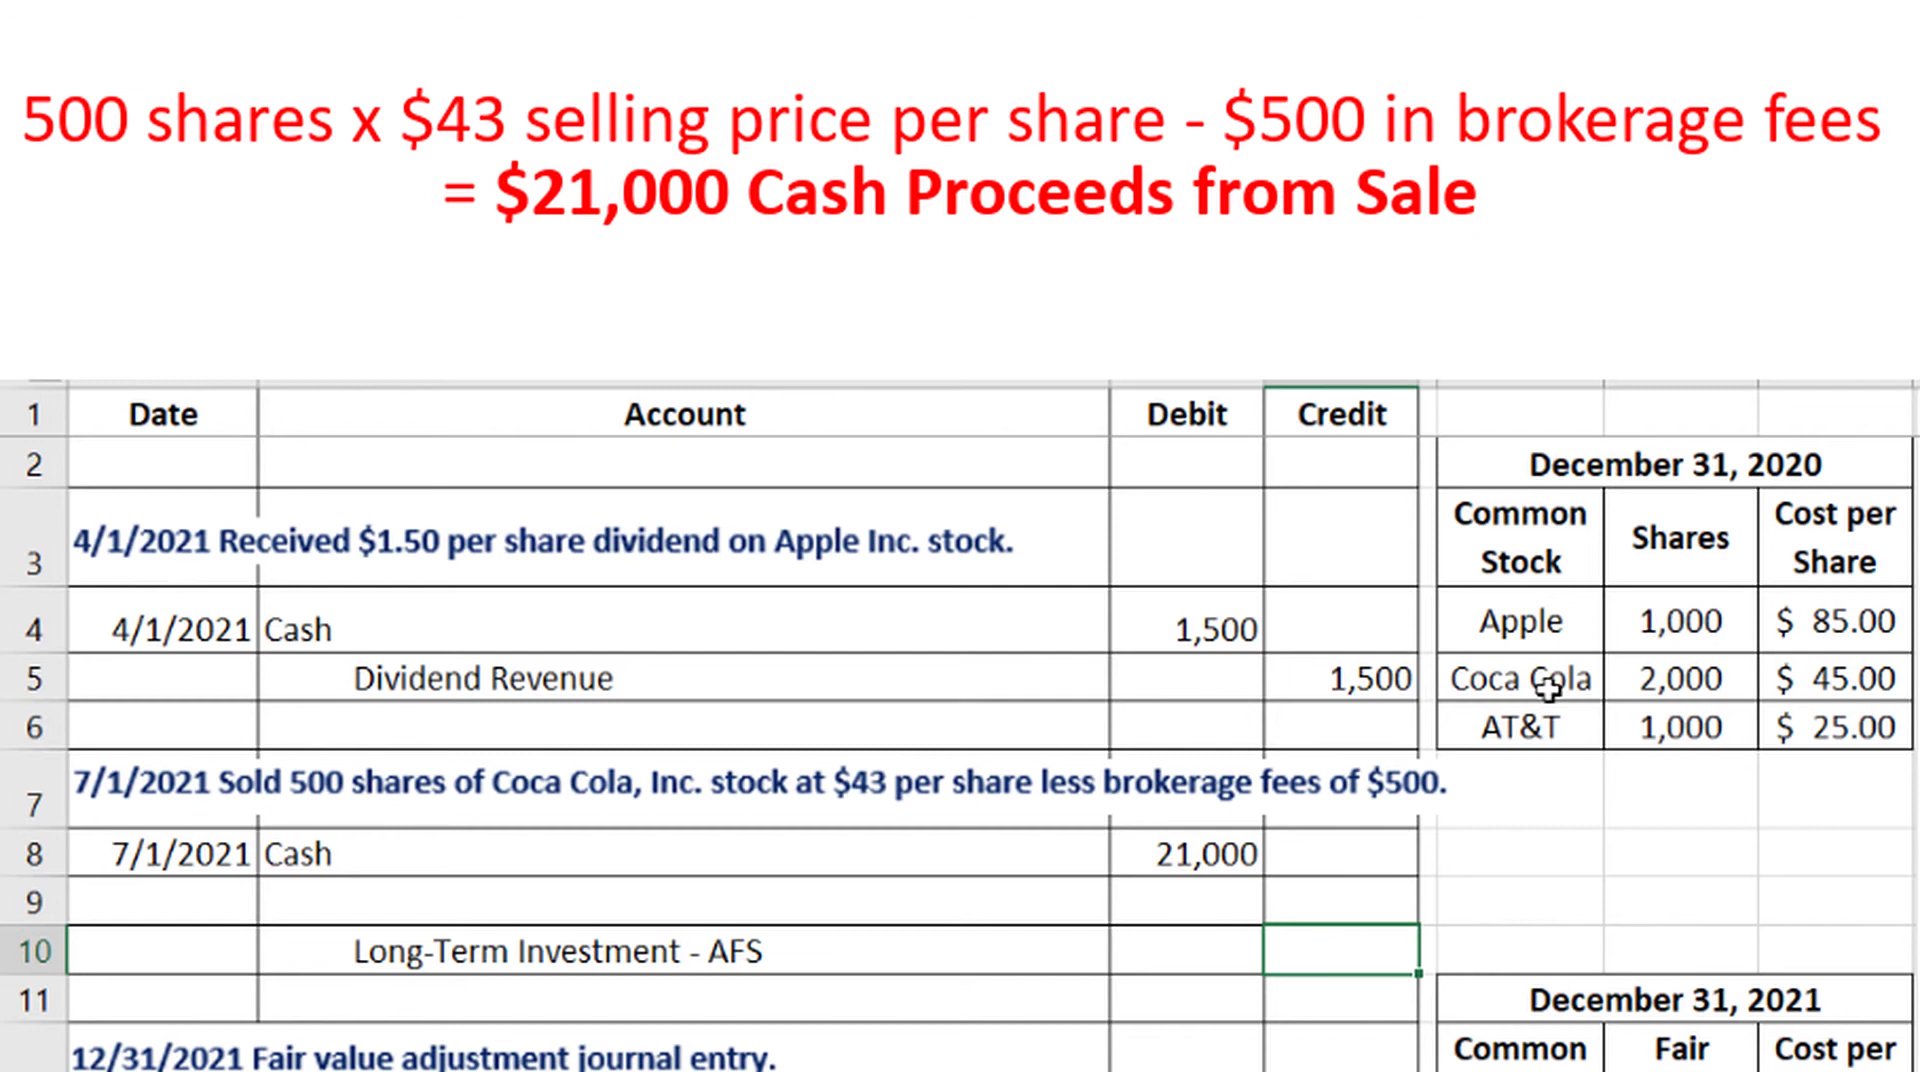 500 shares x $43 selling price per share - $500 in brokerage fees
= $21,000 Cash Proceeds from Sale
1 Date Account Debit Credit
2 December 31, 2020
3 4/1/2021 Received $1.50 per share dividend on Apple Inc. stock. Common Stock Shares Cost per Share
4 4/1/2021 Cash 1,500 Apple 1,000 $ 85.00
5 Dividend Revenue 1,500 Coca Cola 2,000 $ 45.00
6 AT&T 1,000 $ 25.00
7 7/1/2021 Sold 500 shares of Coca Cola, Inc. stock at $43 per share less brokerage fees of $500.
8 7/1/2021 Cash 21,000
9
10 Long-Term Investment - AFS
11 December 31, 2021
12/31/2021 Fair value adjustment journal entry. Common Fair Cost per